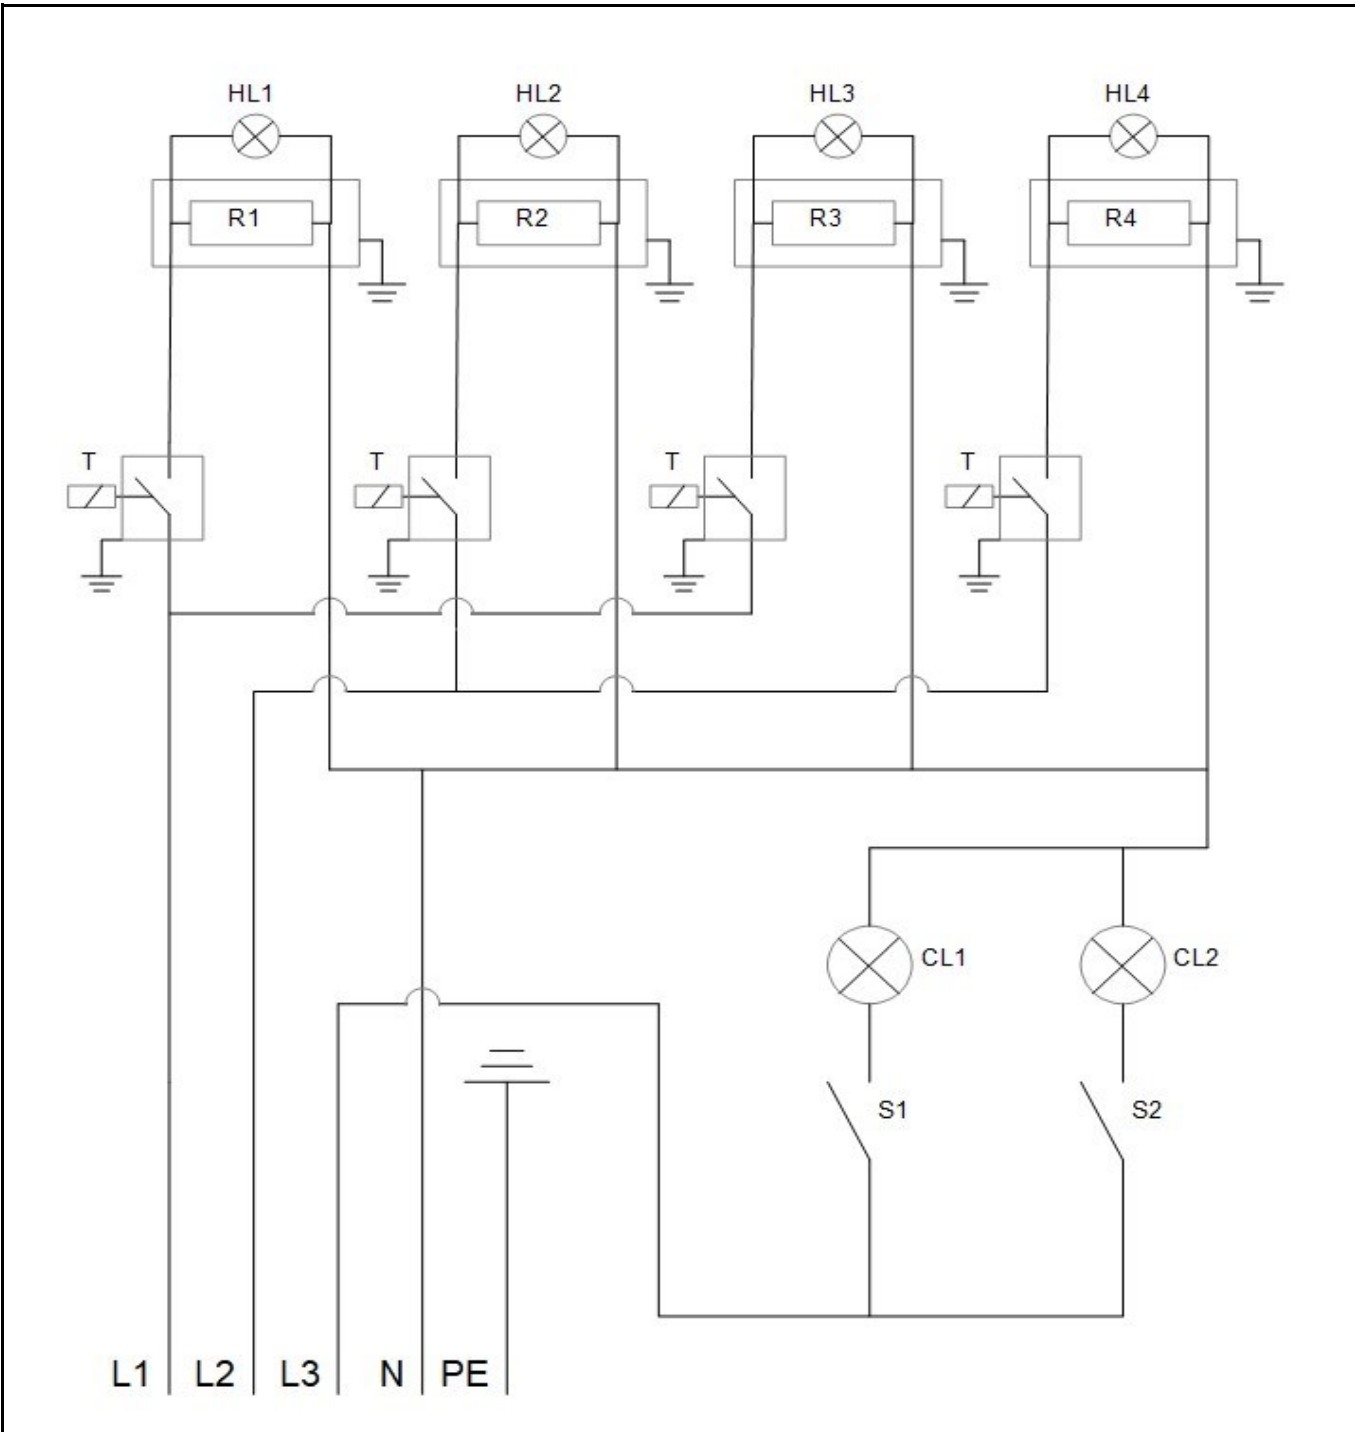 HL1 HL2 HL3 HL4
R1 R2 R3 R4
T T T T
CL1 CL2
S1 S2
L1 L2 L3 N PE